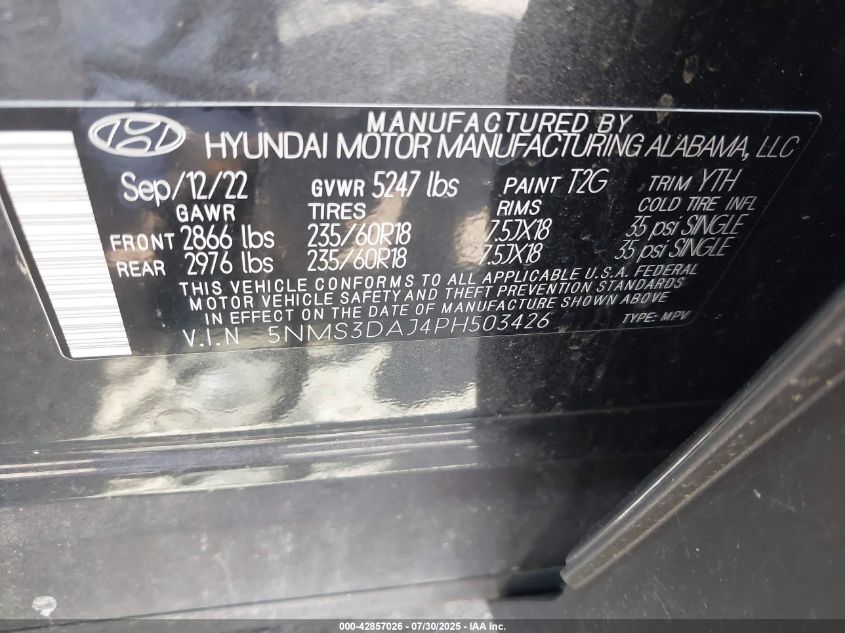 MANUFACTURED BY
HYUNDAI MOTOR MANUFACTURING ALABAMA, LLC
Sep/12/22 GVWR 5247 lbs PAINT T2G TRIM YTH
GAWR TIRES RIMS COLD TIRE INFL
FRONT 2866 lbs 235/60R18 7.5JX18 35 psi SINGLE
REAR 2976 lbs 235/60R18 7.5JX18 35 psi SINGLE
THIS VEHICLE CONFORMS TO ALL APPLICABLE U.S.A. FEDERAL
MOTOR VEHICLE SAFETY AND THEFT PREVENTION STANDARDS
IN EFFECT ON THE DATE OF MANUFACTURE SHOWN ABOVE
V.I.N 5NMS3DAJ4PH503426 TYPE: MPV
000-42857026 - 07/30/2025 - IAA Inc.